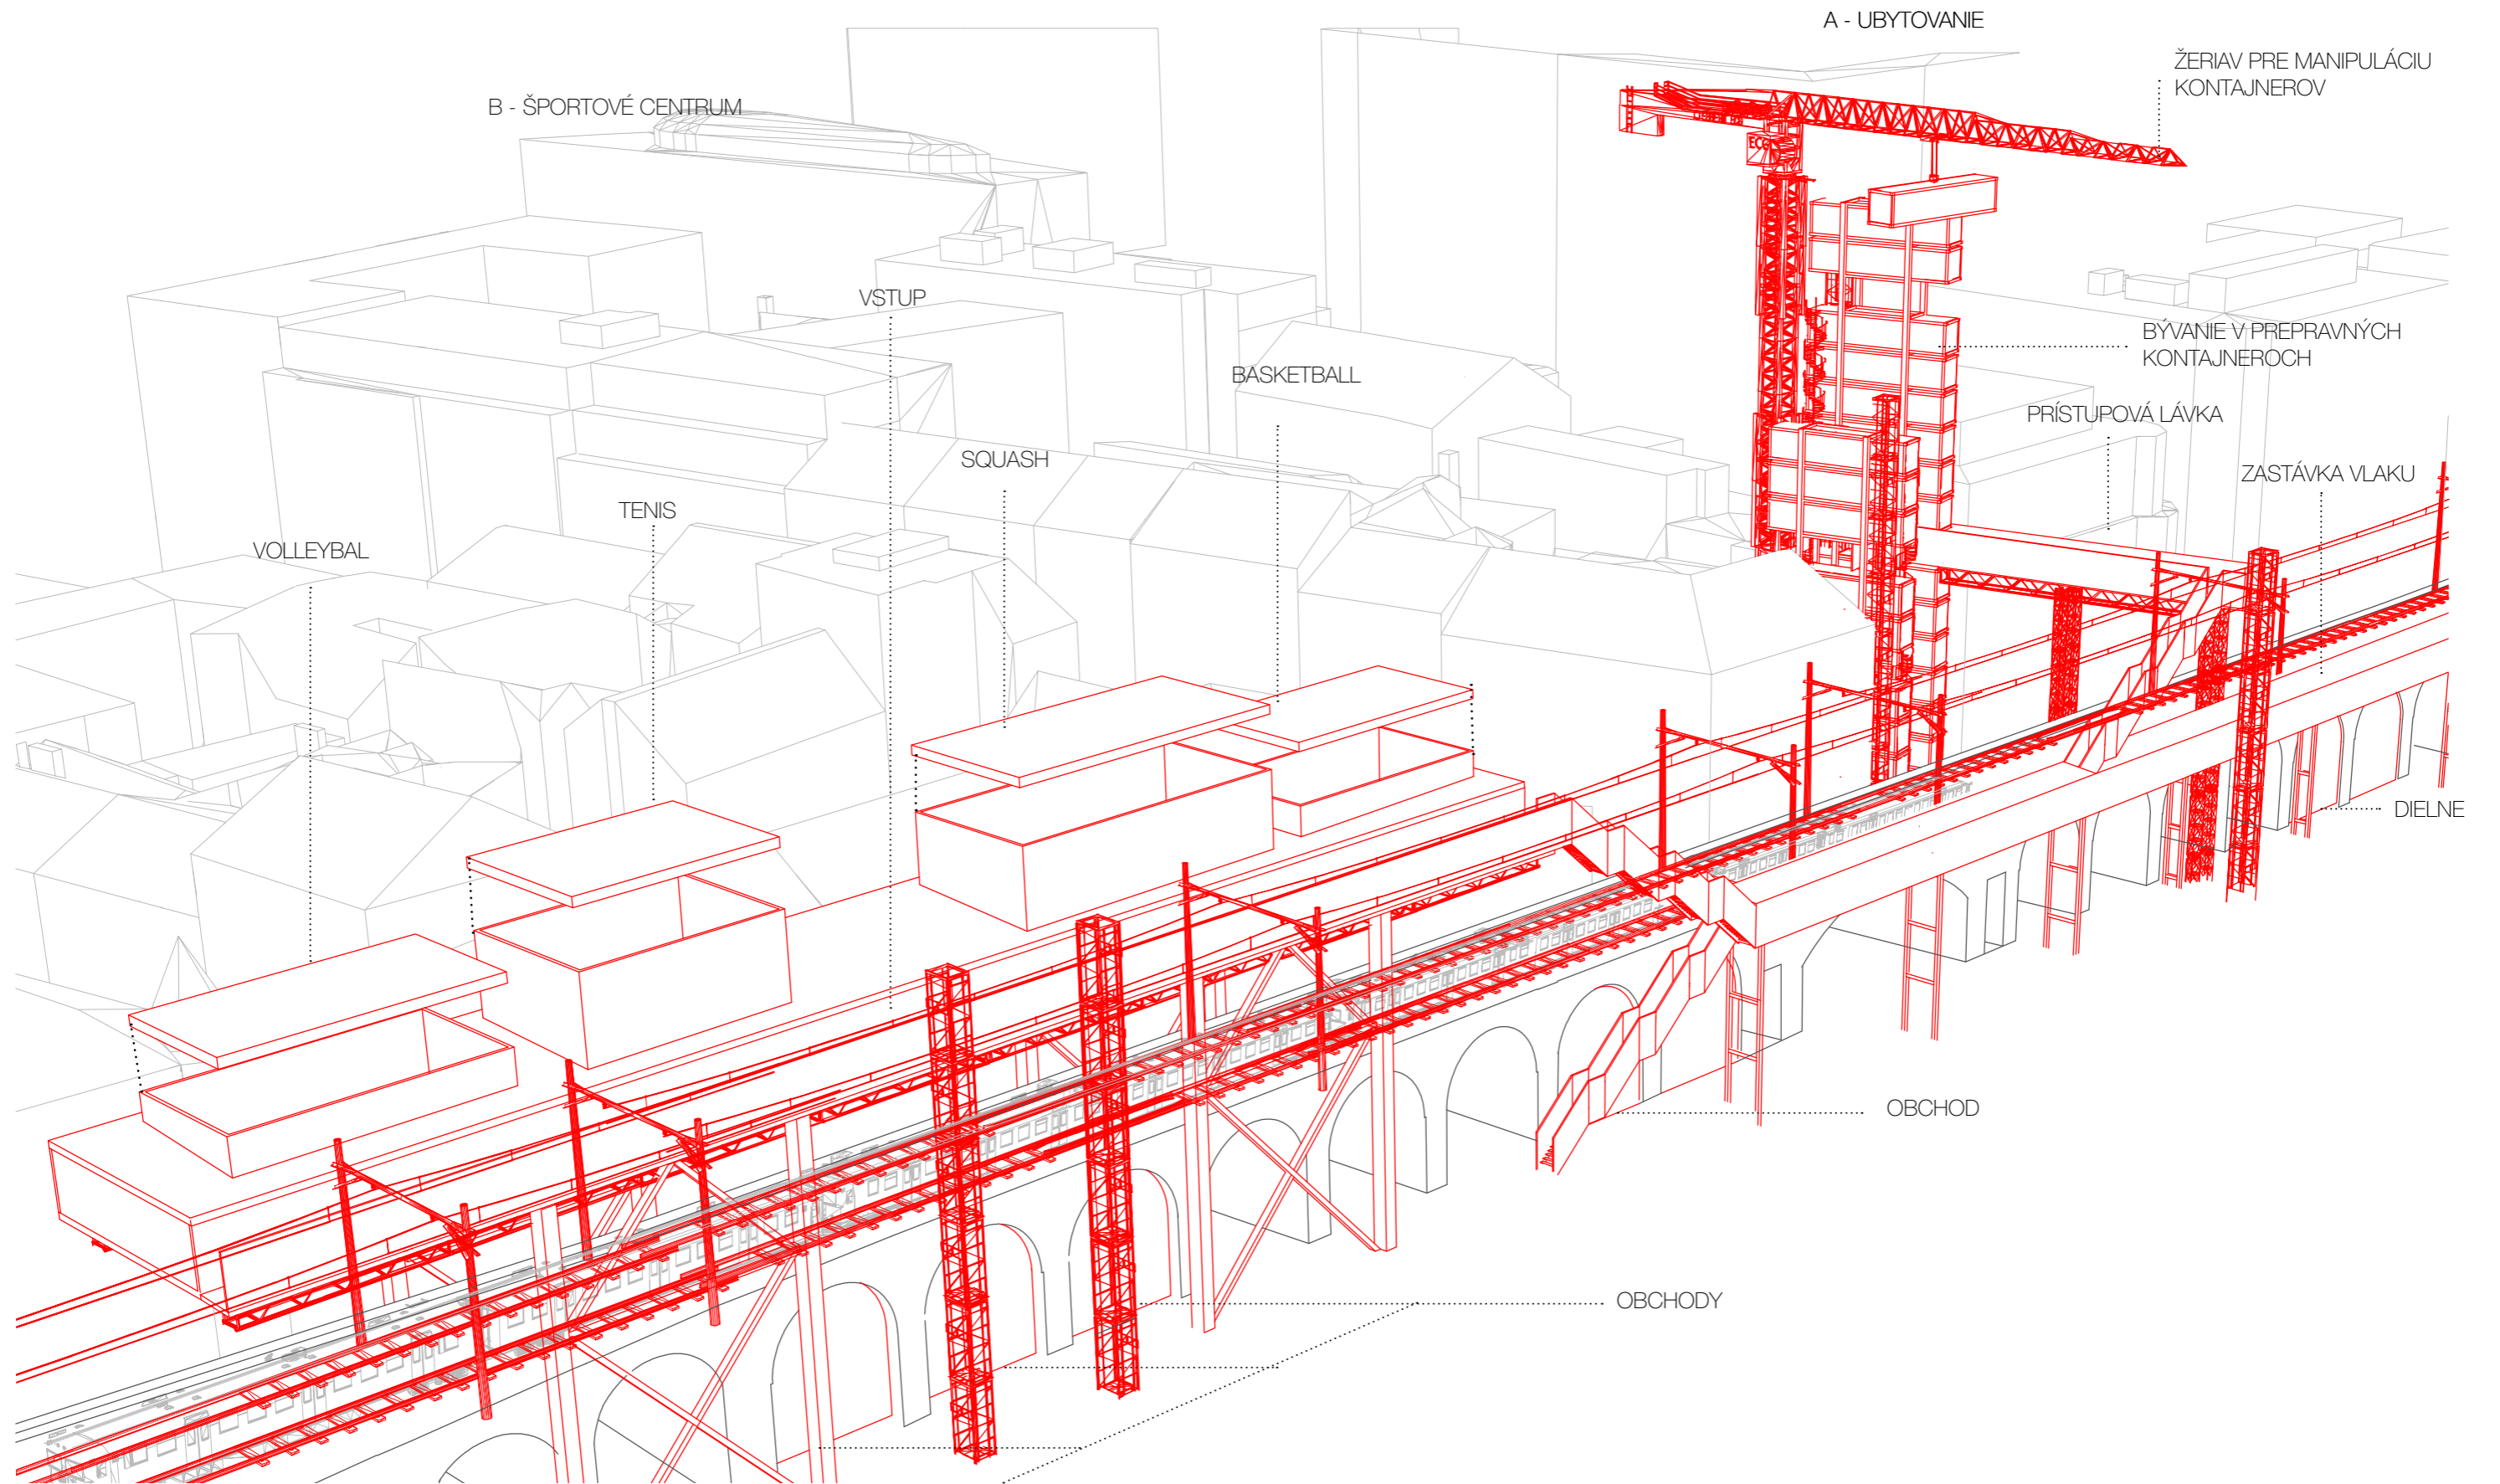 A - UBYTOVANIE
ŽERIAV PRE MANIPULÁCIU
KONTAJNEROV
B - ŠPORTOVÉ CENTRUM
ECO
VSTUP
BÝVANIE V PREPRAVNÝCH
KONTAJNEROCH
BASKETBALL
PRÍSTUPOVÁ LÁVKA
SQUASH
ZASTÁVKA VLAKU
TENIS
VOLLEYBAL
DIELNE
OBCHOD
OBCHODY